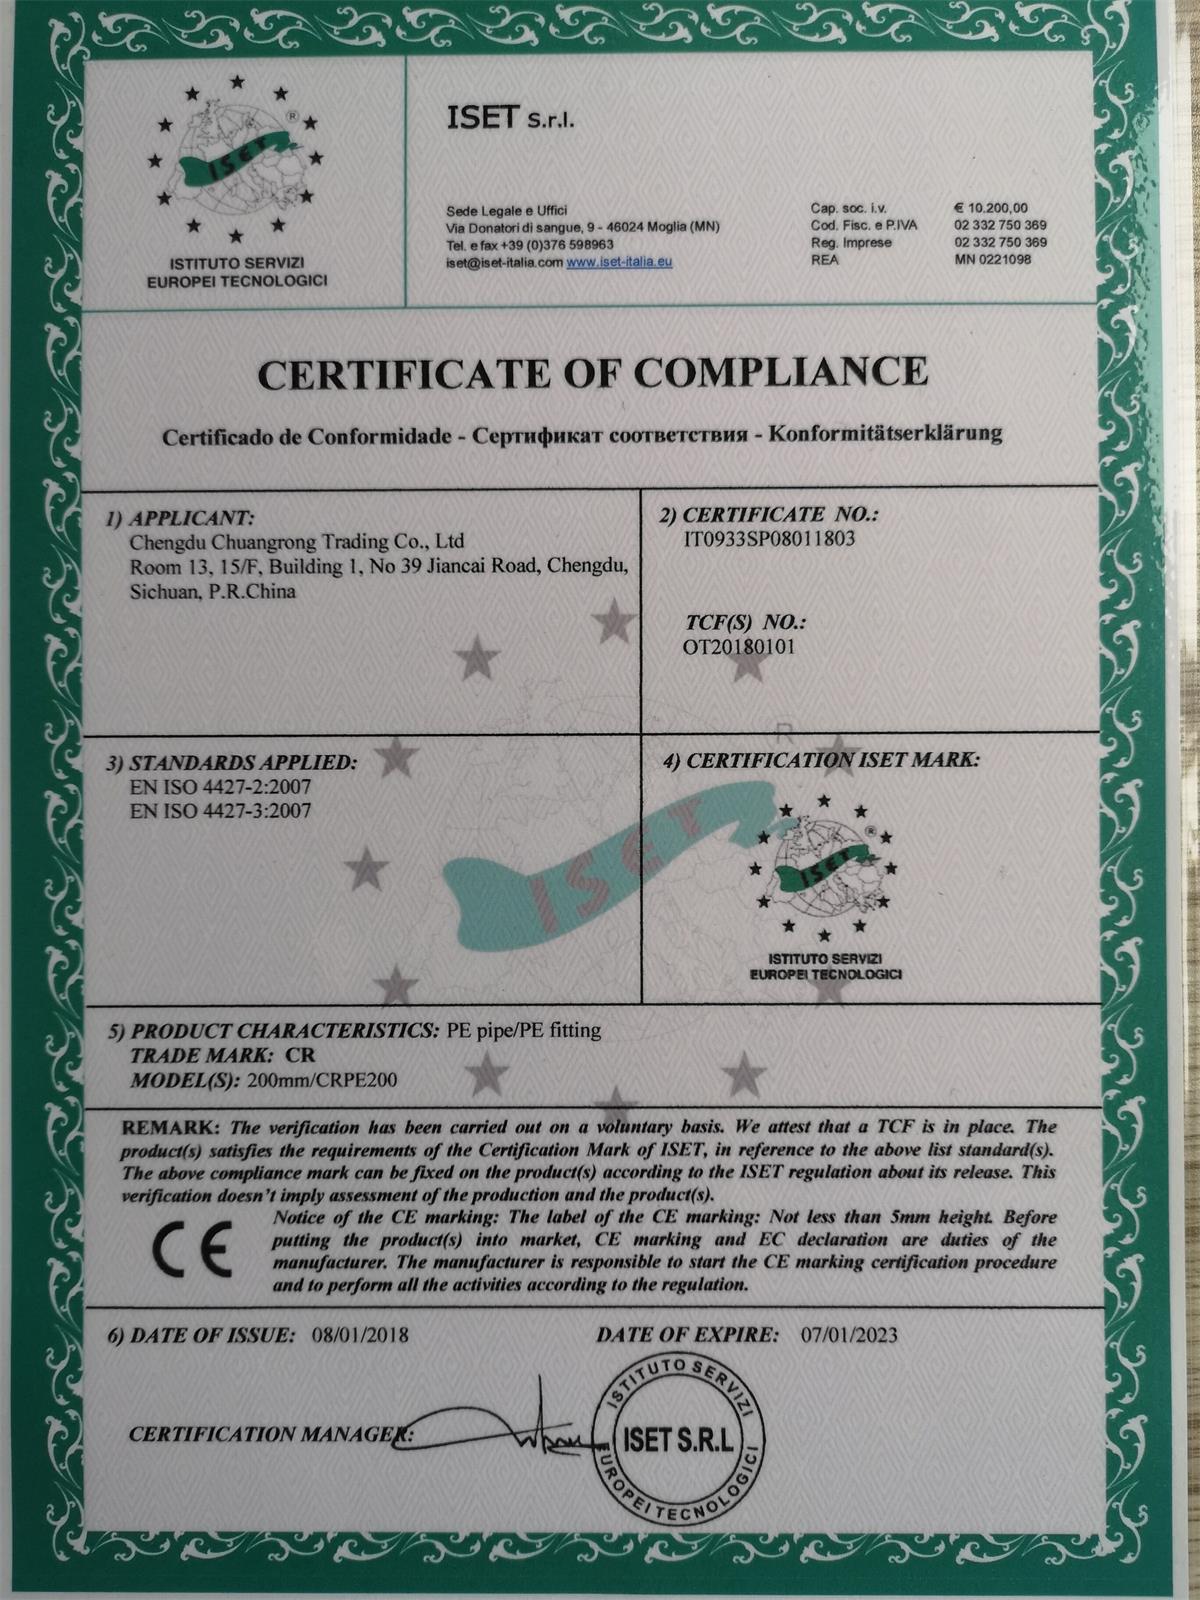 ISET
®
ISTITUTO SERVIZI
EUROPEI TECNOLOGICI
ISET s.r.l.
Sede Legale e Uffici
Via Donatori di sangue, 9 - 46024 Moglia (MN)
Tel. e fax +39 (0)376 598963
iset@iset-italia.com www.iset-italia.eu
Cap. soc. i.v. € 10.200,00
Cod. Fisc. e P.IVA 02 332 750 369
Reg. Imprese 02 332 750 369
REA MN 0221098
CERTIFICATE OF COMPLIANCE
Certificado de Conformidade - Сертификат соответствия - Konformitätserklärung
1) APPLICANT:
Chengdu Chuangrong Trading Co., Ltd
Room 13, 15/F, Building 1, No 39 Jiancai Road, Chengdu,
Sichuan, P.R.China
2) CERTIFICATE NO.:
IT0933SP08011803
TCF(S) NO.:
OT20180101
3) STANDARDS APPLIED:
EN ISO 4427-2:2007
EN ISO 4427-3:2007
4) CERTIFICATION ISET MARK:
ISET
®
ISTITUTO SERVIZI
EUROPEI TECNOLOGICI
ISET
R
5) PRODUCT CHARACTERISTICS: PE pipe/PE fitting
TRADE MARK: CR
MODEL(S): 200mm/CRPE200
REMARK: The verification has been carried out on a voluntary basis. We attest that a TCF is in place. The
product(s) satisfies the requirements of the Certification Mark of ISET, in reference to the above list standard(s).
The above compliance mark can be fixed on the product(s) according to the ISET regulation about its release. This
verification doesn't imply assessment of the production and the product(s).
CE
Notice of the CE marking: The label of the CE marking: Not less than 5mm height. Before
putting the product(s) into market, CE marking and EC declaration are duties of the
manufacturer. The manufacturer is responsible to start the CE marking certification procedure
and to perform all the activities according to the regulation.
6) DATE OF ISSUE: 08/01/2018 DATE OF EXPIRE: 07/01/2023
CERTIFICATION MANAGER:
ISTITUTO SERVIZI
ISET S.R.L
EUROPEI TECNOLOGICI